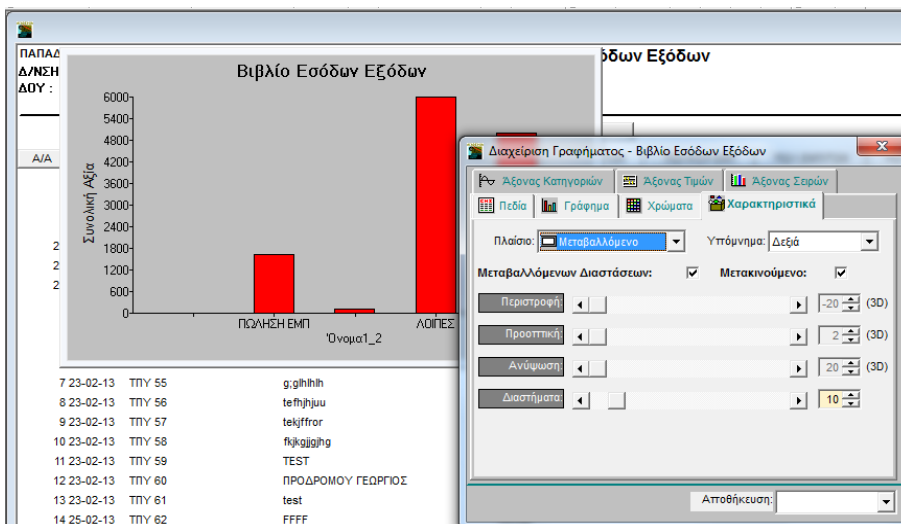 ΠΑΠΑΔ
Δ/ΝΣΗ
ΔΟΥ :
όδων Εξόδων
Α/Α
Βιβλίο Εσόδων Εξόδων
Συνολική Αξία
6000
5400
4800
4200
3600
3000
2400
1800
1200
600
0
ΠΩΛΗΣΗ ΕΜΠ
ΛΟΙΠΕΣ
Όνομα1_2
2
2
2
7 23-02-13 ΤΠΥ 55 g;glhlhlh
8 23-02-13 ΤΠΥ 56 tefhjhjuu
9 23-02-13 ΤΠΥ 57 tekjffror
10 23-02-13 ΤΠΥ 58 fkjkgjjgjhg
11 23-02-13 ΤΠΥ 59 TEST
12 23-02-13 ΤΠΥ 60 ΠΡΟΔΡΟΜΟΥ ΓΕΩΡΓΙΟΣ
13 23-02-13 ΤΠΥ 61 test
14 25-02-13 ΤΠΥ 62 FFFF
Διαχείριση Γραφήματος - Βιβλίο Εσόδων Εξόδων
Άξονας Κατηγοριών Άξονας Τιμών Άξονας Σειρών
Πεδία Γράφημα Χρώματα Χαρακτηριστικά
Πλαίσιο: Μεταβαλλόμενο Υπόμνημα: Δεξιά
Μεταβαλλόμενων Διαστάσεων: Μετακινούμενο:
Περιστροφή: -20 (3D)
Προοπτική: 2 (3D)
Ανύψωση: 20 (3D)
Διαστήματα: 10
Αποθήκευση: